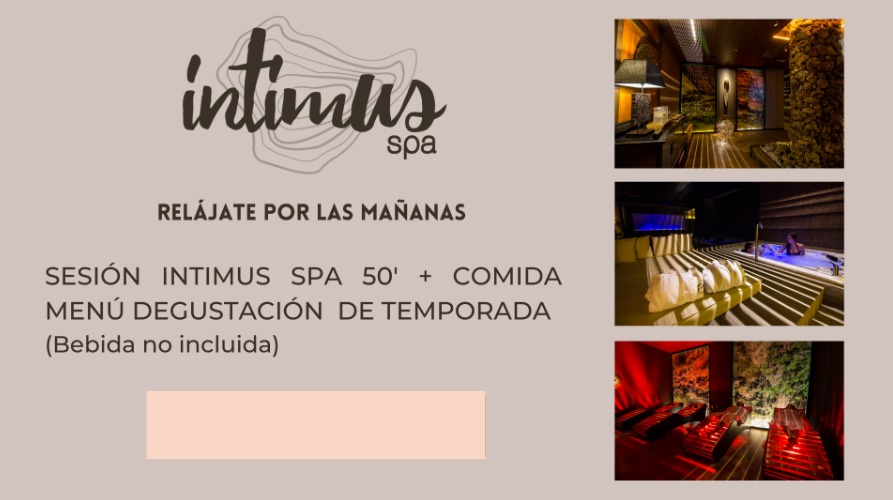 intimus
spa
RELÁJATE POR LAS MAÑANAS
SESIÓN INTIMUS SPA 50' + COMIDA
MENÚ DEGUSTACIÓN DE TEMPORADA
(Bebida no incluida)